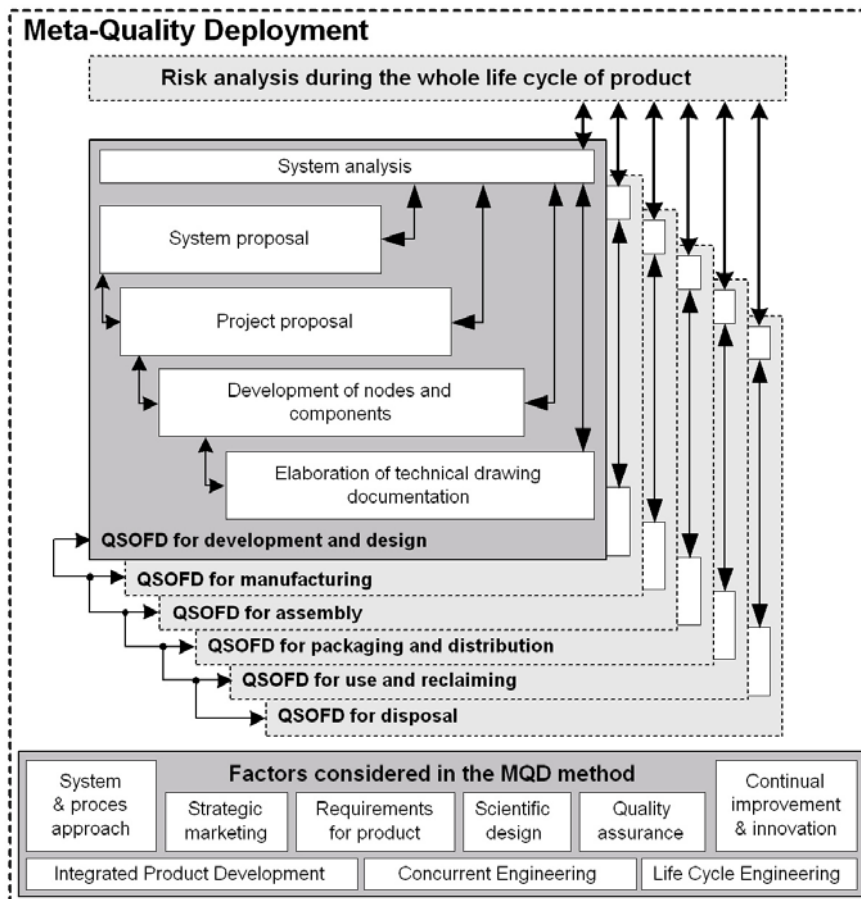 Meta-Quality Deployment
Risk analysis during the whole life cycle of product
System analysis
System proposal
Project proposal
Development of nodes and
components
Elaboration of technical drawing
documentation
QSOFD for development and design
QSOFD for manufacturing
QSOFD for assembly
QSOFD for packaging and distribution
QSOFD for use and reclaiming
QSOFD for disposal
Factors considered in the MQD method
System
& proces
approach
Strategic
marketing
Requirements
for product
Scientific
design
Quality
assurance
Continual
improvement
& innovation
Integrated Product Development
Concurrent Engineering
Life Cycle Engineering